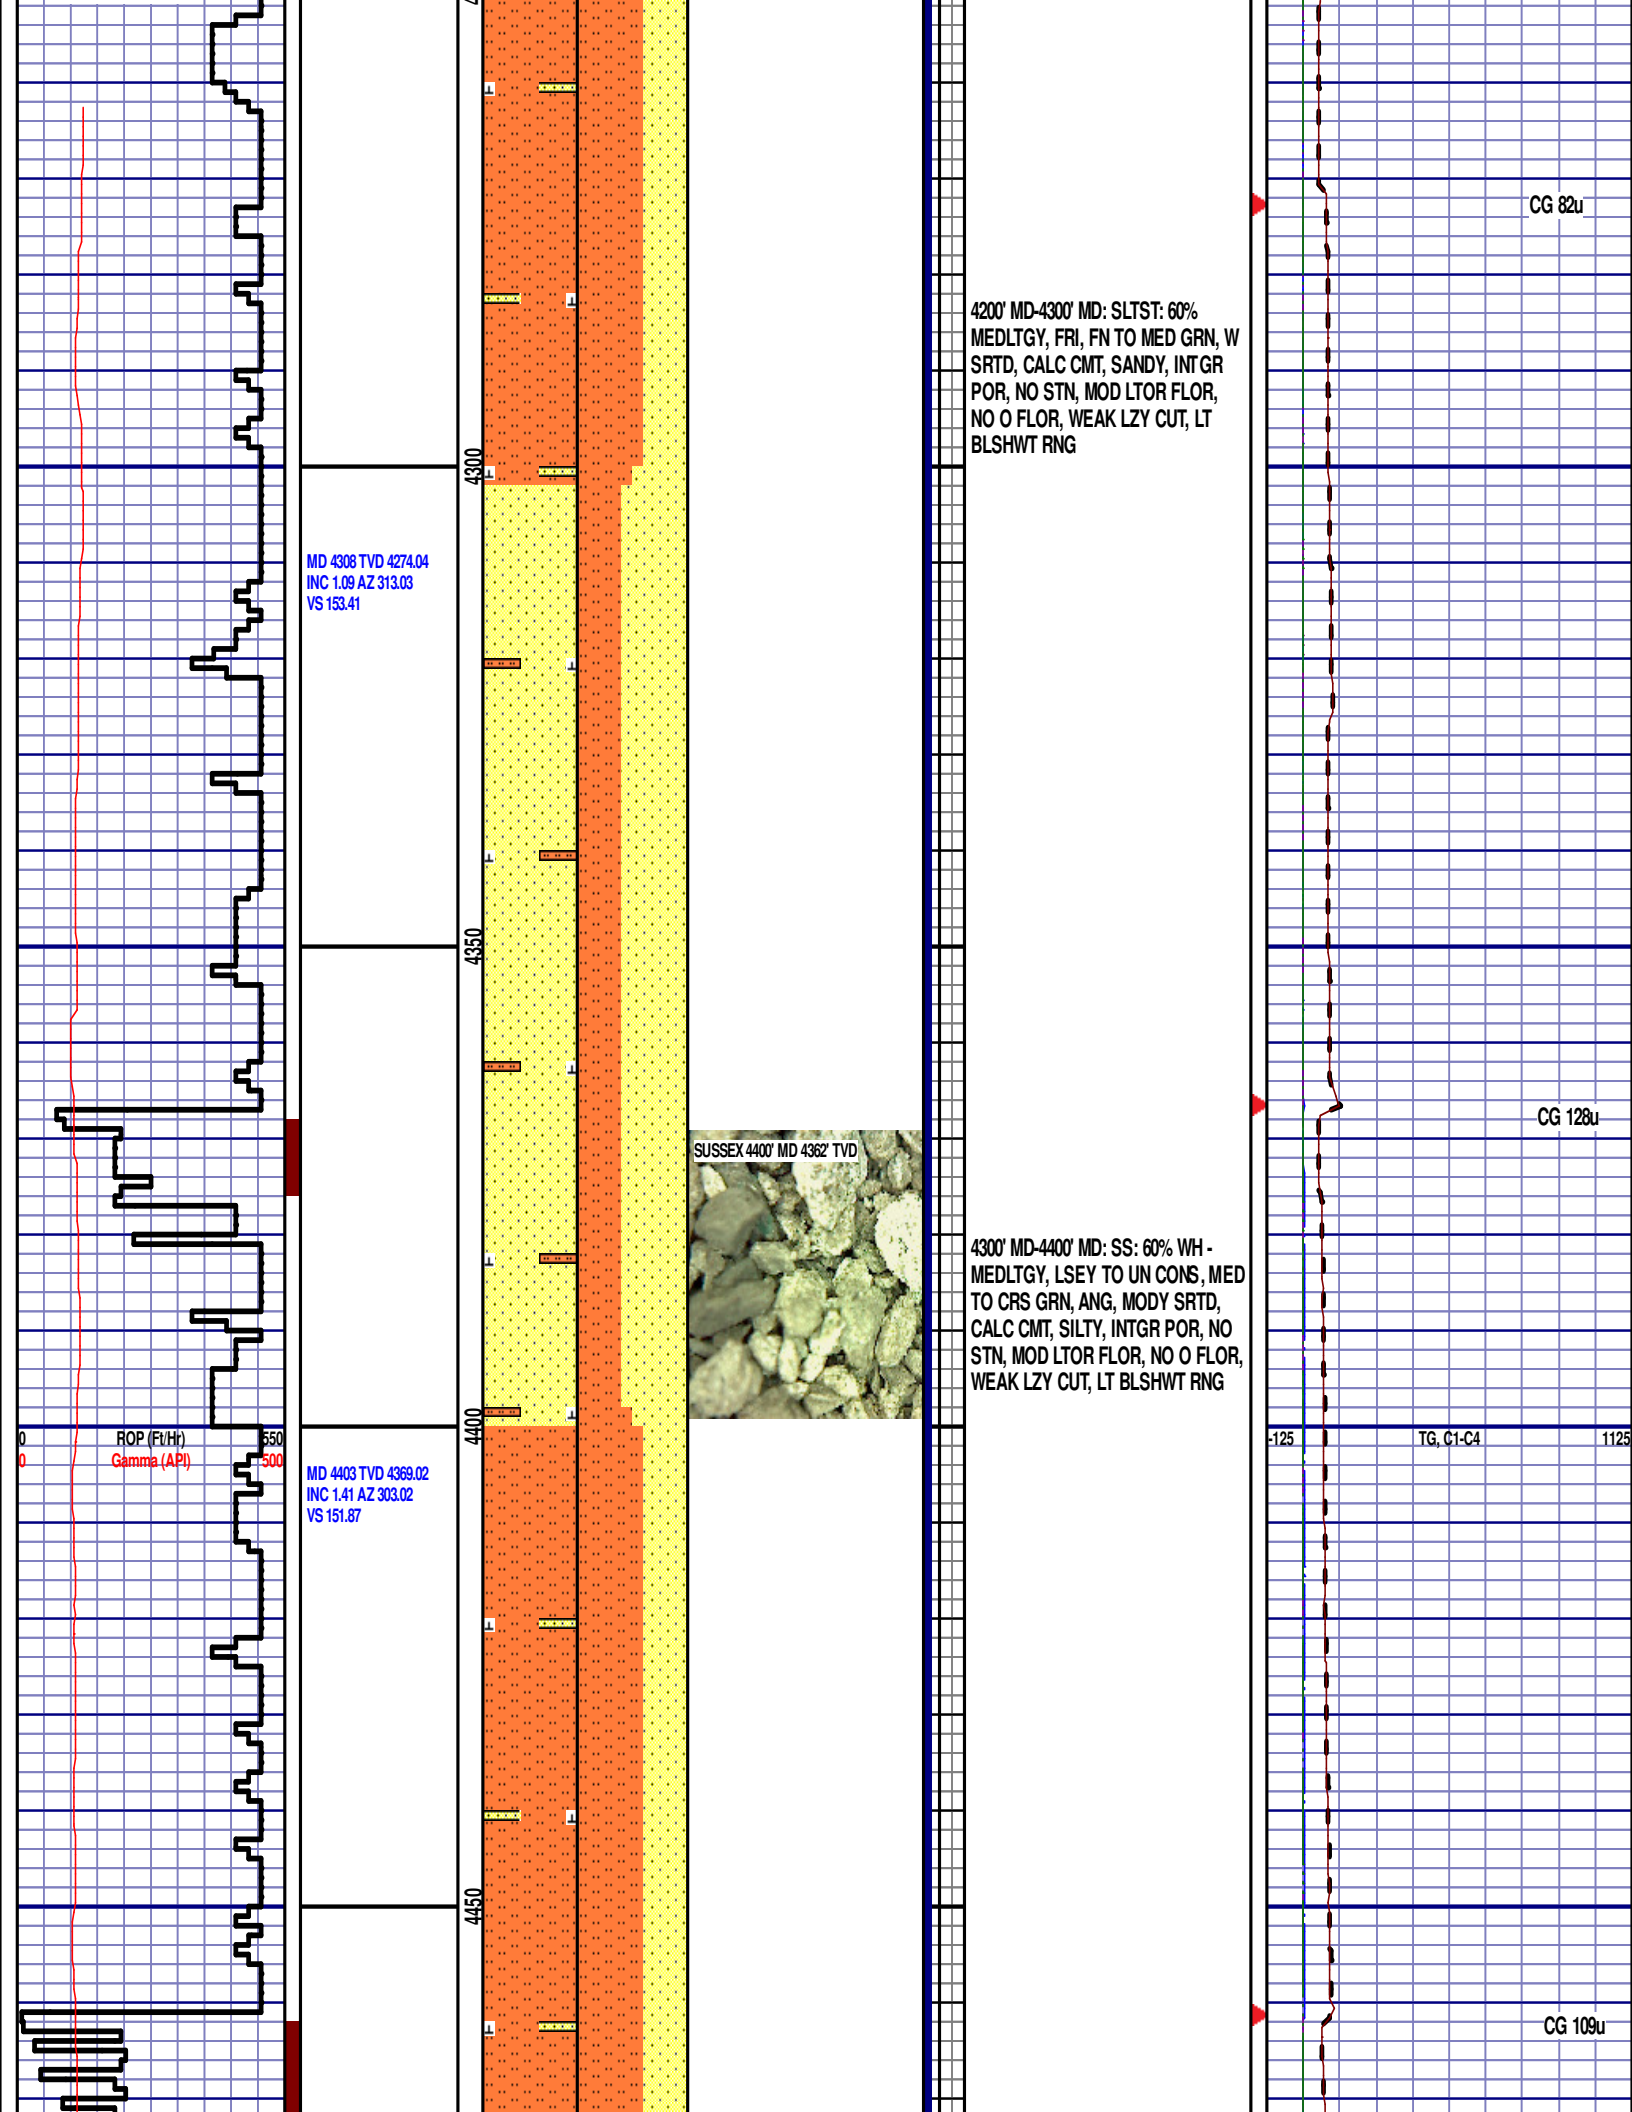 CG 82u
4200' MD-4300' MD: SLTST: 60%
MEDLTGY, FRI, FN TO MED GRN, W
SRTD, CALC CMT, SANDY, INTGR
POR, NO STN, MOD LTOR FLOR,
NO O FLOR, WEAK LZY CUT, LT
BLSHWT RNG
4300
MD 4308 TVD 4274.04
INC 1.09 AZ 313.03
VS 153.41
4350
CG 128u
SUSSEX 4400' MD 4362' TVD
4300' MD-4400' MD: SS: 60% WH -
MEDLTGY, LSEY TO UN CONS, MED
TO CRS GRN, ANG, MODY SRTD,
CALC CMT, SILTY, INTGR POR, NO
STN, MOD LTOR FLOR, NO O FLOR,
WEAK LZY CUT, LT BLSHWT RNG
4400
0 ROP (Ft/Hr) 550
0 Gamma (API) 500
-125 TG, C1-C4 1125
MD 4403 TVD 4369.02
INC 1.41 AZ 303.02
VS 151.87
4450
CG 109u